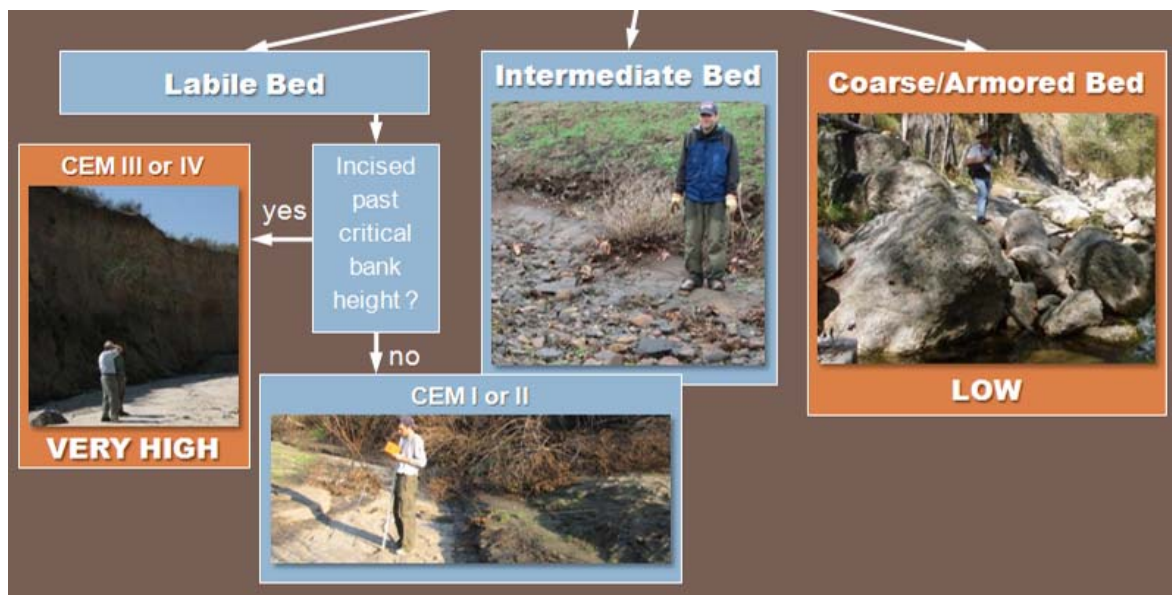 Labile Bed
Intermediate Bed
Coarse/Armored Bed
CEM III or IV
yes
Incised
past
critical
bank
height ?
VERY HIGH
no
CEM I or II
LOW